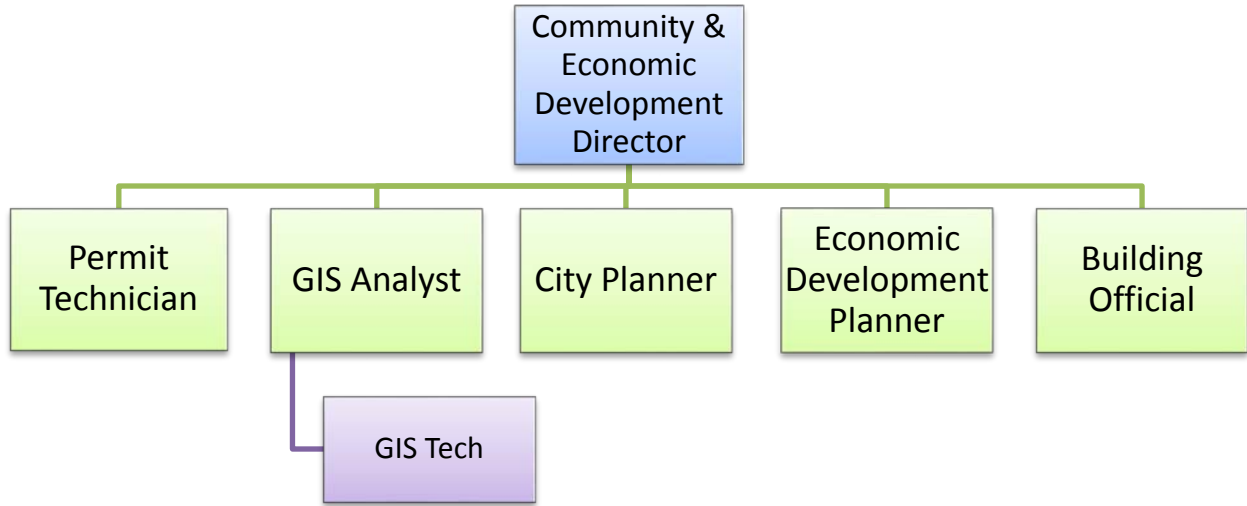 Community &
Economic
Development
Director
Permit
Technician
GIS Analyst
City Planner
Economic
Development
Planner
Building
Official
GIS Tech